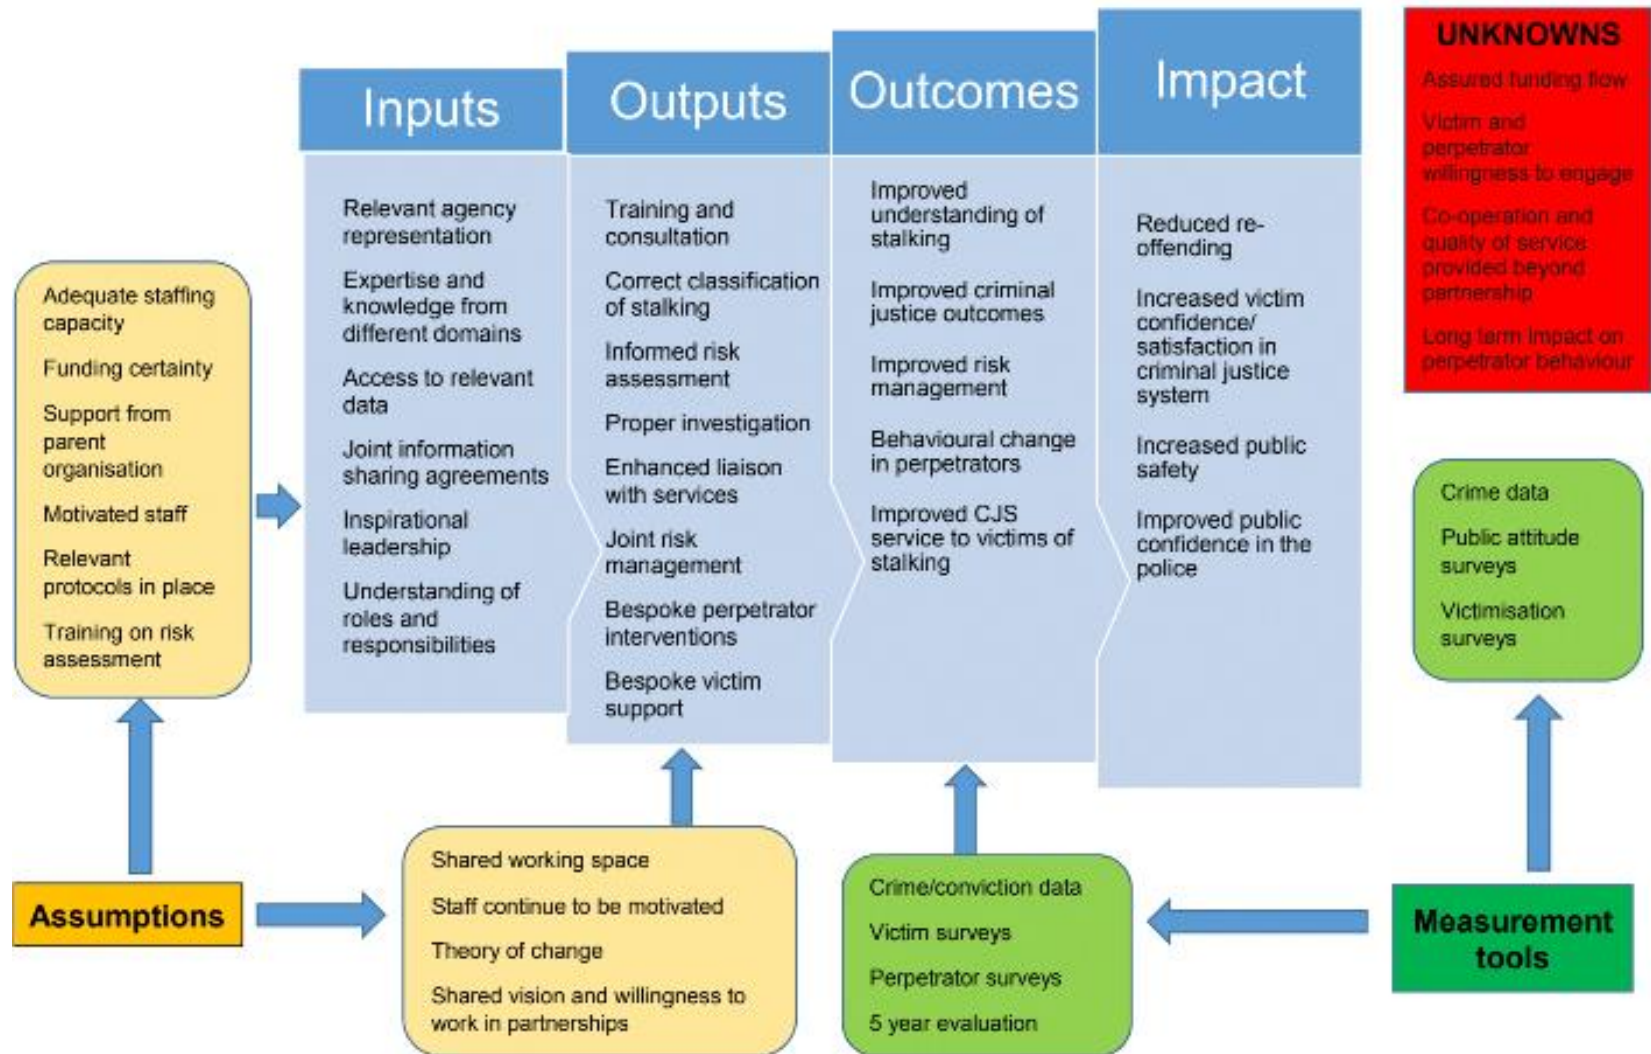 Inputs
Relevant agency
representation
Expertise and
knowledge from
different domains
Access to relevant
data
Joint information
sharing agreements
Inspirational
leadership
Understanding of
roles and
responsibilities
Outputs
Training and
consultation
Correct classification
of stalking
Informed risk
assessment
Proper investigation
Enhanced liaison
with services
Joint risk
management
Bespoke perpetrator
interventions
Bespoke victim
support
Outcomes
Improved
understanding of
stalking
Improved criminal
justice outcomes
Improved risk
management
Behavioural change
in perpetrators
Improved CJS
service to victims of
stalking
Impact
Reduced re-
offending
Increased victim
confidence/
satisfaction in
criminal justice
system
Increased public
safety
Improved public
confidence in the
police
UNKNOWNS
Assured funding flow
Victim and
perpetrator
willingness to engage
Co-operation and
quality of service
provided beyond
partnership
Long term impact on
perpetrator behaviour
Adequate staffing
capacity
Funding certainty
Support from
parent
organisation
Motivated staff
Relevant
protocols in place
Training on risk
assessment
Crime data
Public attitude
surveys
Victimisation
surveys
Assumptions
Shared working space
Staff continue to be motivated
Theory of change
Shared vision and willingness to
work in partnerships
Crime/conviction data
Victim surveys
Perpetrator surveys
5 year evaluation
Measurement
tools